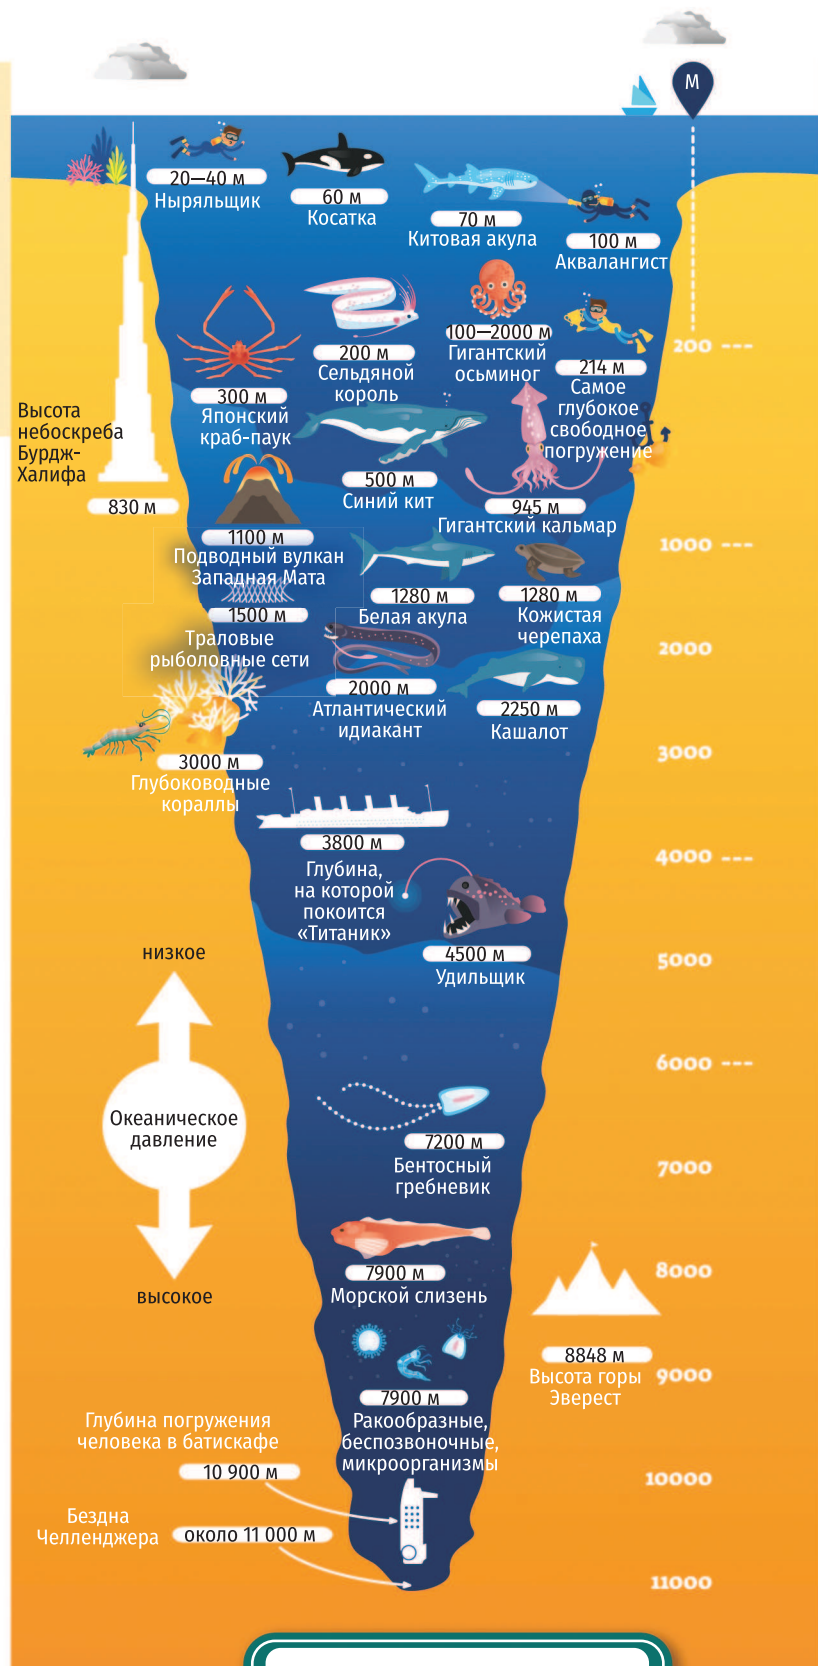 М
20—40 м
Ныряльщик
60 м
Косатка
70 м
Китовая акула
100 м
Аквалангист
200 ---
100—2000 м
Гигантский
осьминог
200 м
Сельдяной
король
214 м
Самое
глубокое
свободное
погружение
300 м
Японский
краб-паук
Высота
небоскреба
Бурдж-
Халифа
830 м
500 м
Синий кит
945 м
Гигантский кальмар
1000 ---
1100 м
Подводный вулкан
Западная Мата
1280 м
Белая акула
1280 м
Кожистая
черепаха
1500 м
Траловые
рыболовные сети
2000 ---
2000 м
Атлантический
идиакант
2250 м
Кашалот
3000
3000 м
Глубоководные
кораллы
3800 м
Глубина,
на которой
покоится
«Титаник»
4000 ---
4500 м
Удильщик
5000
низкое
Океаническое
давление
высокое
6000 ---
7200 м
Бентосный
гребневик
7000
7900 м
Морской слизень
8000
8848 м
Высота горы
Эверест
9000
7900 м
Ракообразные,
беспозвоночные,
микроорганизмы
Глубина погружения
человека в батискафе
10 900 м
10000
Бездна
Челленджера
около 11 000 м
11000